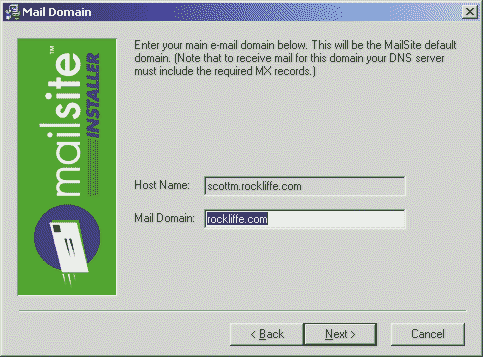 Mail Domain
mailsite™
INSTALLER
Enter your main e-mail domain below. This will be the MailSite default
domain. (Note that to receive mail for this domain your DNS server
must include the required MX records.)
Host Name: scottm.rockliffe.com
Mail Domain: rockliffe.com
< Back Next > Cancel